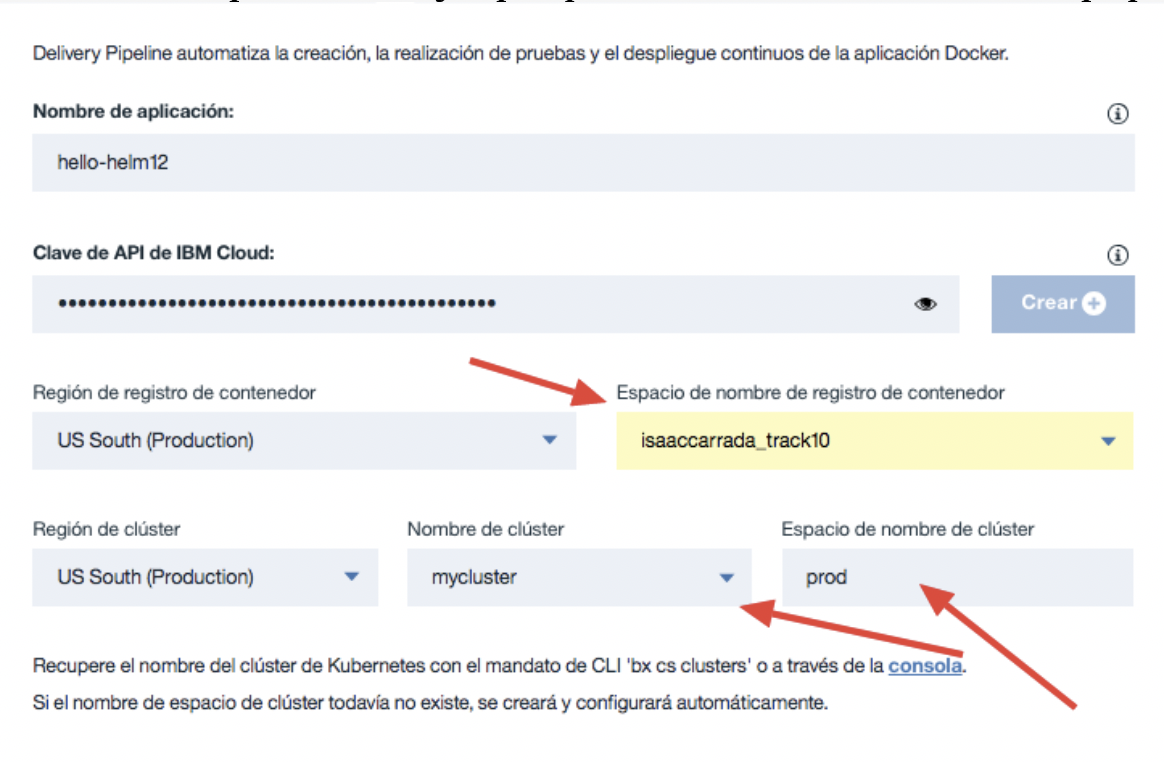 Delivery Pipeline automatiza la creación, la realización de pruebas y el despliegue continuos de la aplicación Docker.
Nombre de aplicación:
hello-helm12
Clave de API de IBM Cloud:
••••••••••••••••••••••••••••••••••••••••••••
Crear
Región de registro de contenedor
Espacio de nombre de registro de contenedor
US South (Production)
isaaccarrada_track10
Región de clúster
Nombre de clúster
Espacio de nombre de clúster
US South (Production)
mycluster
prod
Recupere el nombre del clúster de Kubernetes con el mandato de CLI 'bx cs clusters' o a través de la consola.
Si el nombre de espacio de clúster todavía no existe, se creará y configurará automáticamente.